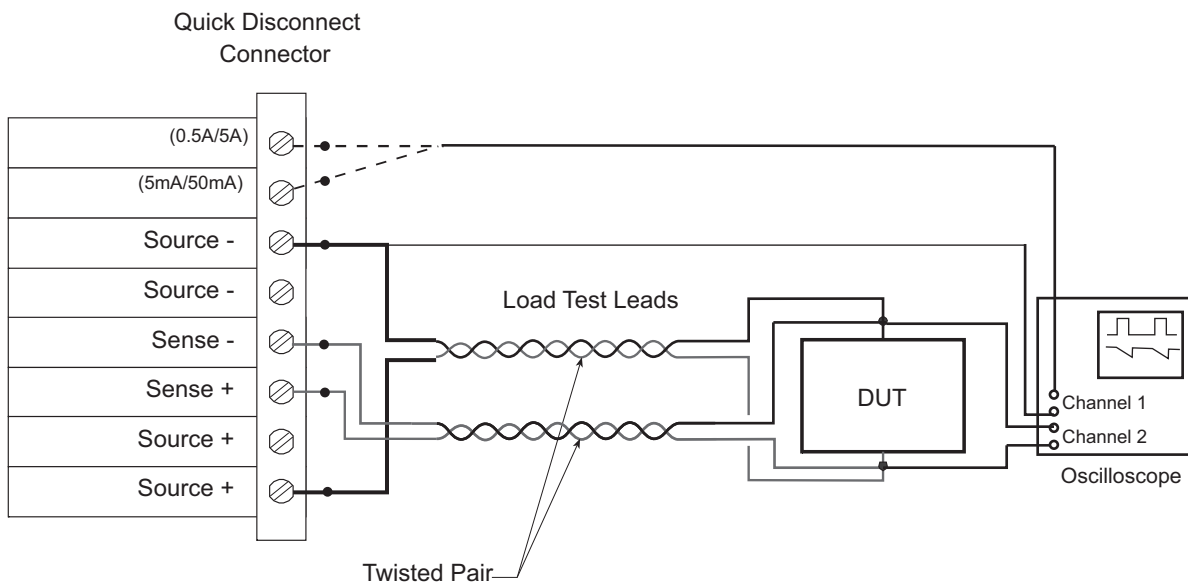 Quick Disconnect
Connector
(0.5A/5A)
(5mA/50mA)
Source -
Source -
Sense -
Sense +
Source +
Source +
Load Test Leads
DUT
Channel 1
Channel 2
Oscilloscope
Twisted Pair